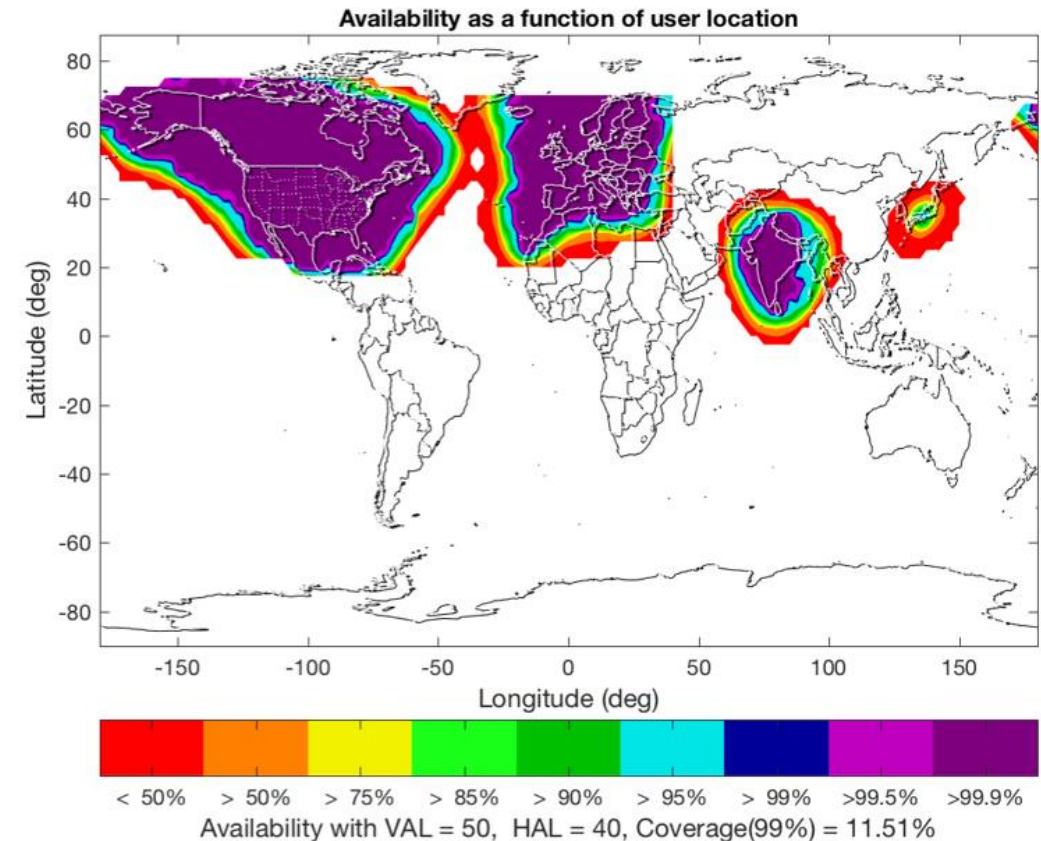 Availability as a function of user location
80
60
40
20
0
-20
-40
-60
-80
Latitude (deg)
-150 -100 -50 0 50 100 150
Longitude (deg)
< 50% > 50% > 75% > 85% > 90% > 95% > 99% >99.5% >99.9%
Availability with VAL = 50, HAL = 40, Coverage(99%) = 11.51%